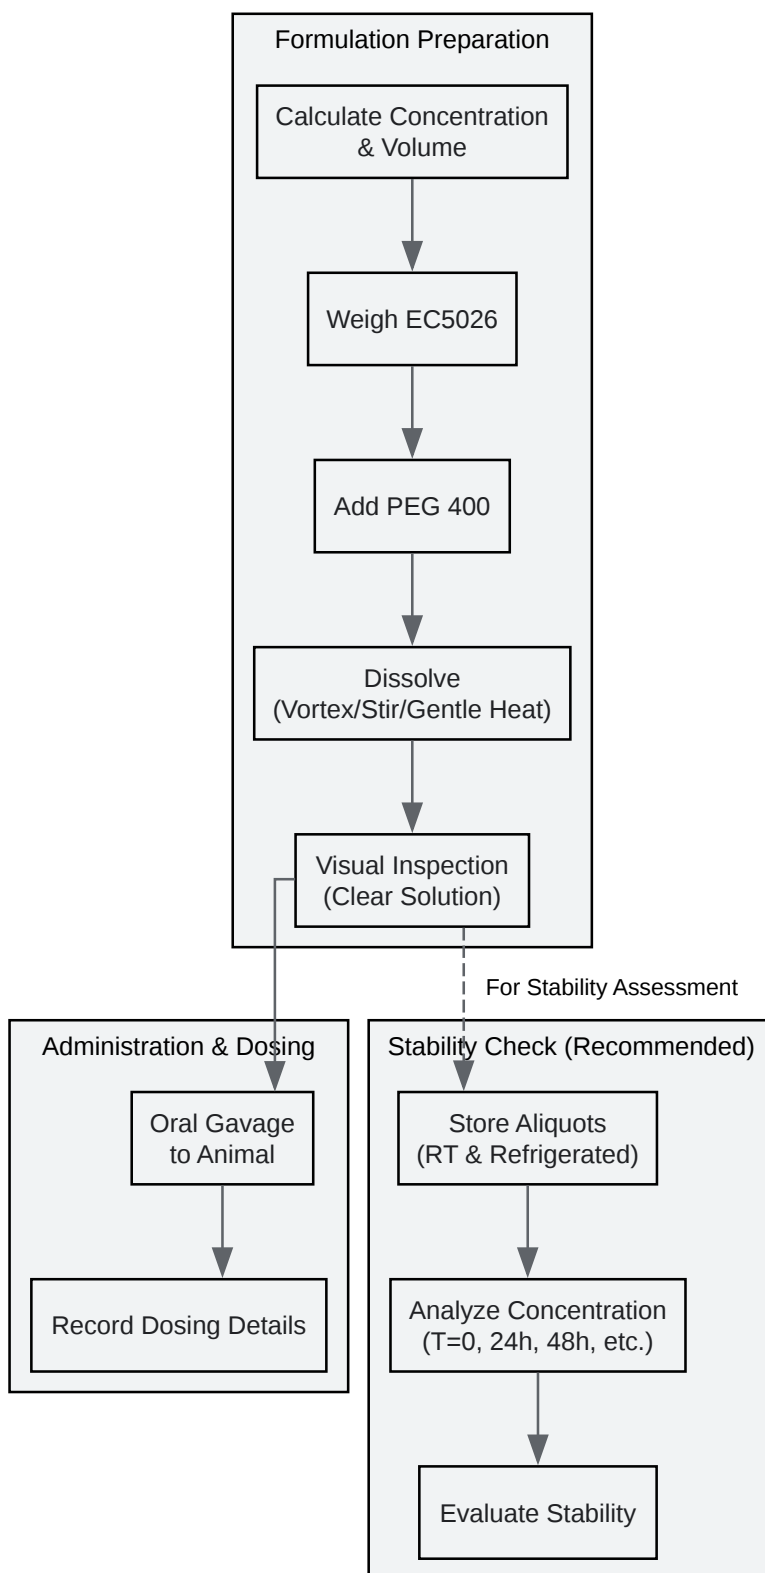 Formulation Preparation
Calculate Concentration
& Volume
Weigh EC5026
Add PEG 400
Dissolve
(Vortex/Stir/Gentle Heat)
Visual Inspection
(Clear Solution)
For Stability Assessment
Administration & Dosing
Oral Gavage
to Animal
Record Dosing Details
Stability Check (Recommended)
Store Aliquots
(RT & Refrigerated)
Analyze Concentration
(T=0, 24h, 48h, etc.)
Evaluate Stability